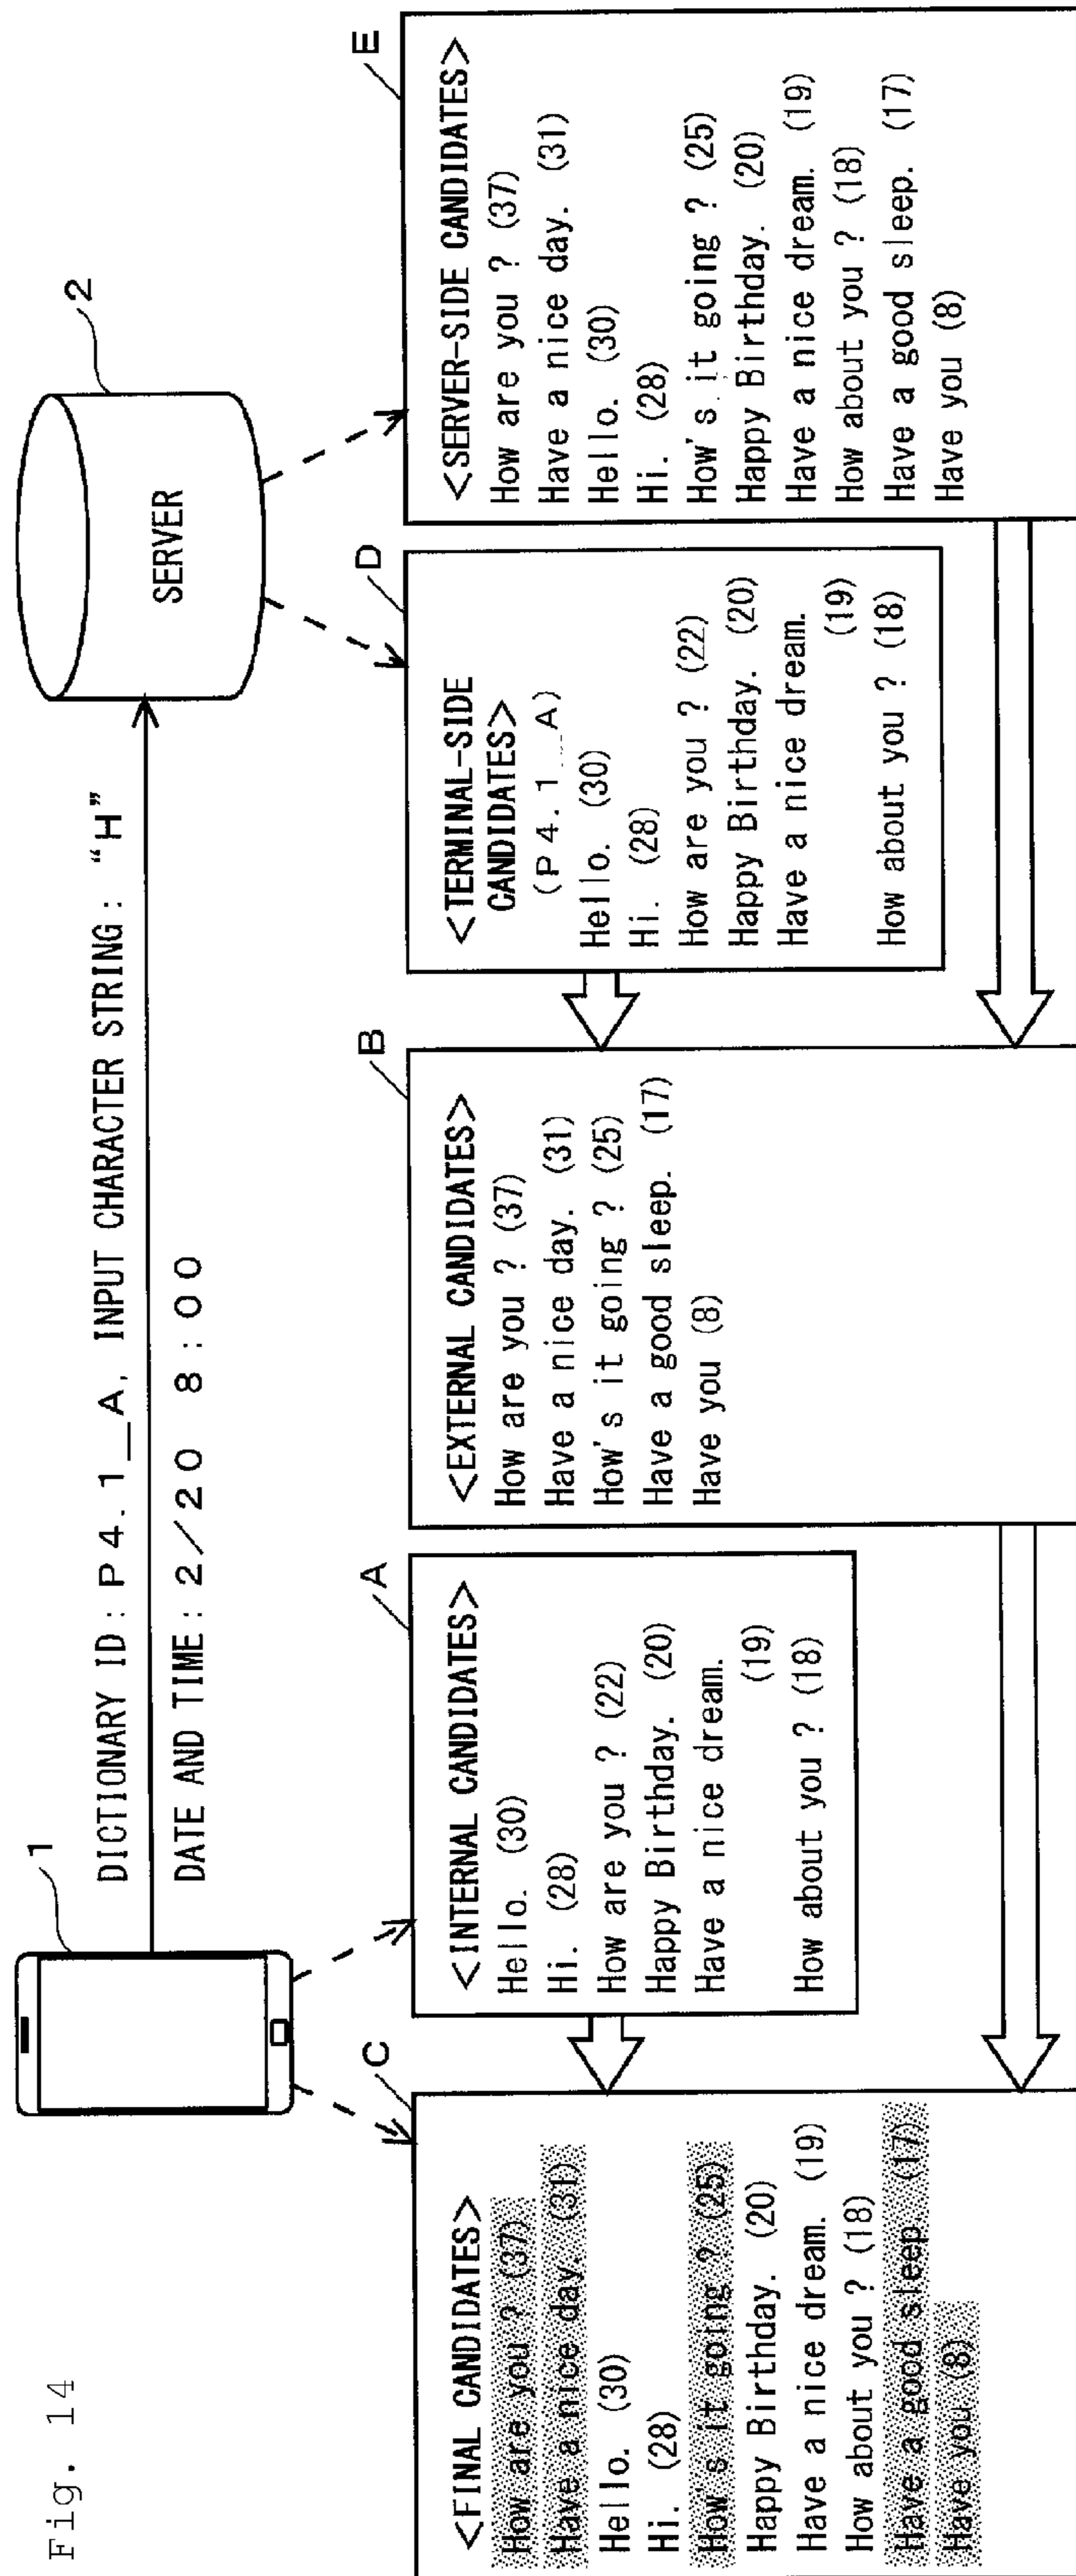 Fig. 14
1
DICTIONARY ID: P4.1__A, INPUT CHARACTER STRING: "H"
DATE AND TIME: 2/20 8:00
SERVER
2
C
<FINAL CANDIDATES>
How are you ? (37)
Have a nice day. (31)
Hello. (30)
Hi. (28)
How's it going ? (25)
Happy Birthday. (20)
Have a nice dream. (19)
How about you ? (18)
Have a good sleep. (17)
Have you (8)
A
<INTERNAL CANDIDATES>
Hello. (30)
Hi. (28)
How are you ? (22)
Happy Birthday. (20)
Have a nice dream.
(19)
How about you ? (18)
B
<EXTERNAL CANDIDATES>
How are you ? (37)
Have a nice day. (31)
How's it going ? (25)
Have a good sleep. (17)
Have you (8)
D
<TERMINAL-SIDE
CANDIDATES>
(P4.1__A)
Hello. (30)
Hi. (28)
How are you ? (22)
Happy Birthday. (20)
Have a nice dream.
(19)
How about you ? (18)
E
<SERVER-SIDE CANDIDATES>
How are you ? (37)
Have a nice day. (31)
Hello. (30)
Hi. (28)
How's it going ? (25)
Happy Birthday. (20)
Have a nice dream. (19)
How about you ? (18)
Have a good sleep. (17)
Have you (8)